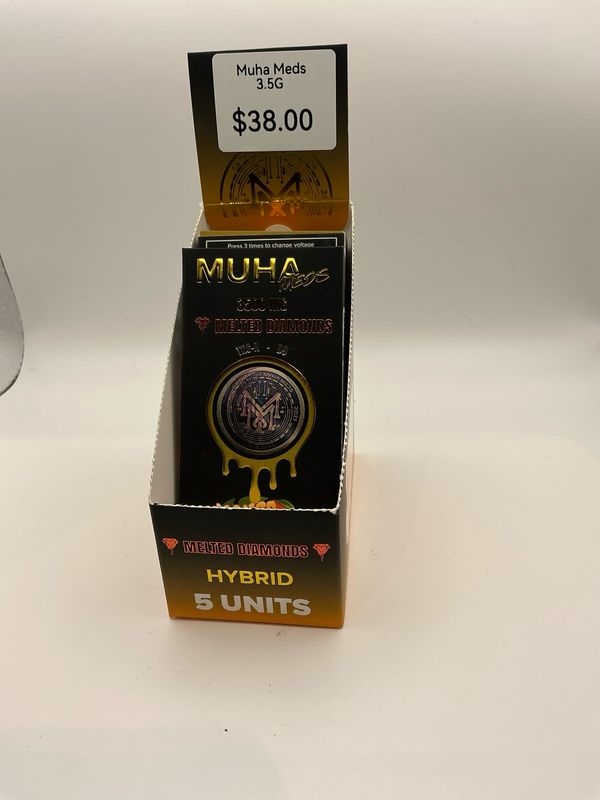 Muha Meds
3.5G
$38.00
Press 3 times to change voltage
MUHA
MEDS
3500 MG
MELTED DIAMONDS
MELTED DIAMONDS
HYBRID
5 UNITS